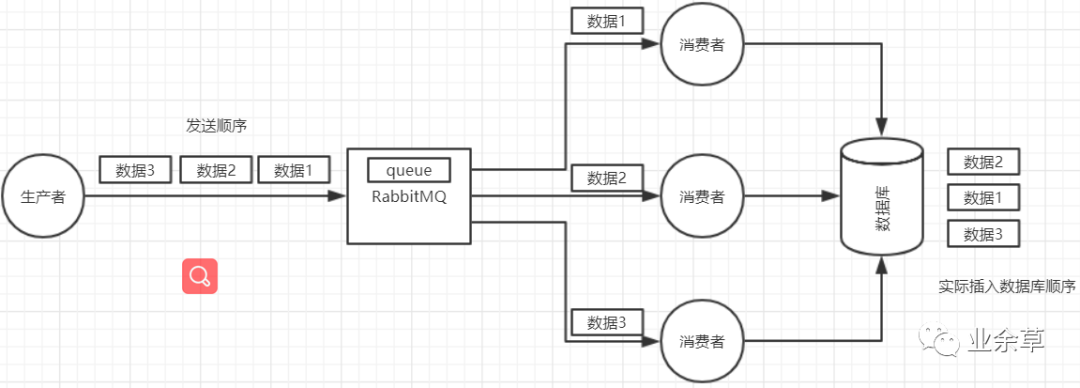 数据1
消费者
发送顺序
数据3 数据2 数据1
queue
RabbitMQ
生产者
数据2
消费者
数据库
数据2
数据1
数据3
实际插入数据库顺序
数据3
消费者
业余草